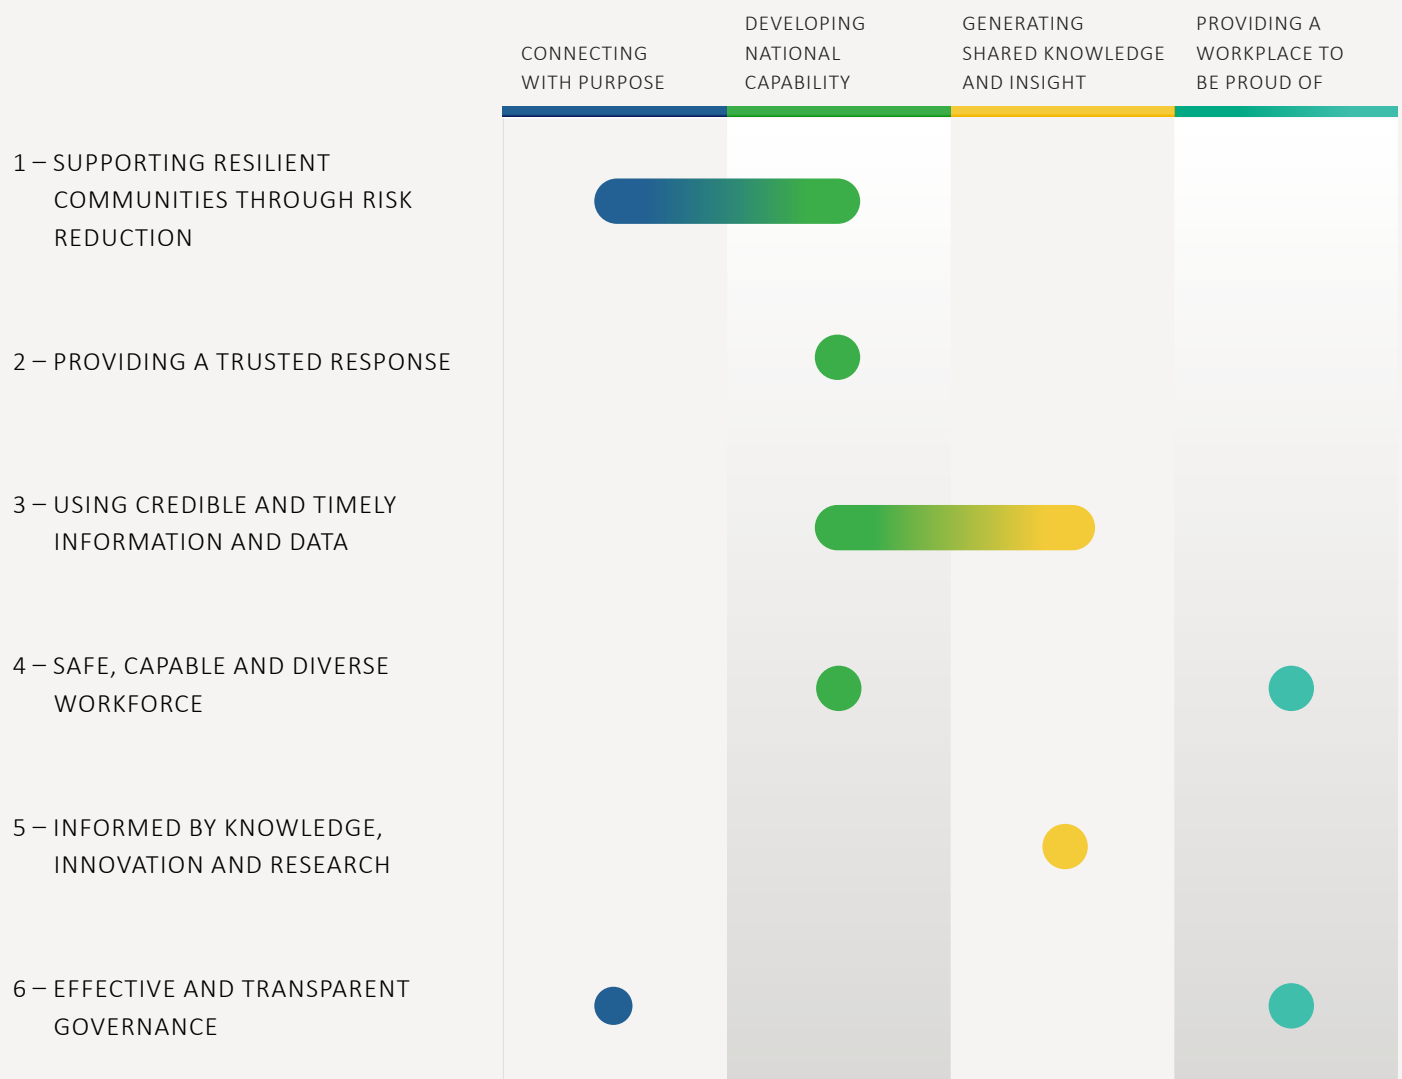 CONNECTING
WITH PURPOSE
DEVELOPING
NATIONAL
CAPABILITY
GENERATING
SHARED KNOWLEDGE
AND INSIGHT
PROVIDING A
WORKPLACE TO
BE PROUD OF
1 – SUPPORTING RESILIENT
COMMUNITIES THROUGH RISK
REDUCTION
2 – PROVIDING A TRUSTED RESPONSE
3 – USING CREDIBLE AND TIMELY
INFORMATION AND DATA
4 – SAFE, CAPABLE AND DIVERSE
WORKFORCE
5 – INFORMED BY KNOWLEDGE,
INNOVATION AND RESEARCH
6 – EFFECTIVE AND TRANSPARENT
GOVERNANCE